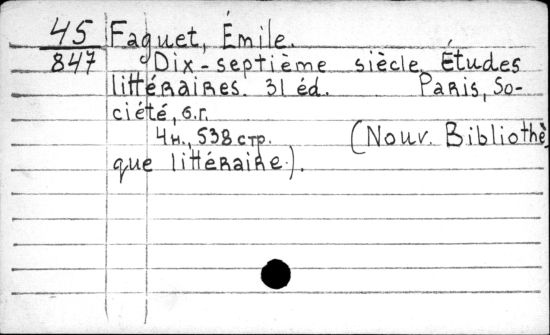 45 Faguet, Émile.
847 Dix-septième siècle. Études
littéraires. 31 éd. Paris, So-
ciété, б.г.
4н., 538 стр. (Nouv. Bibliothè
que littéraire.).